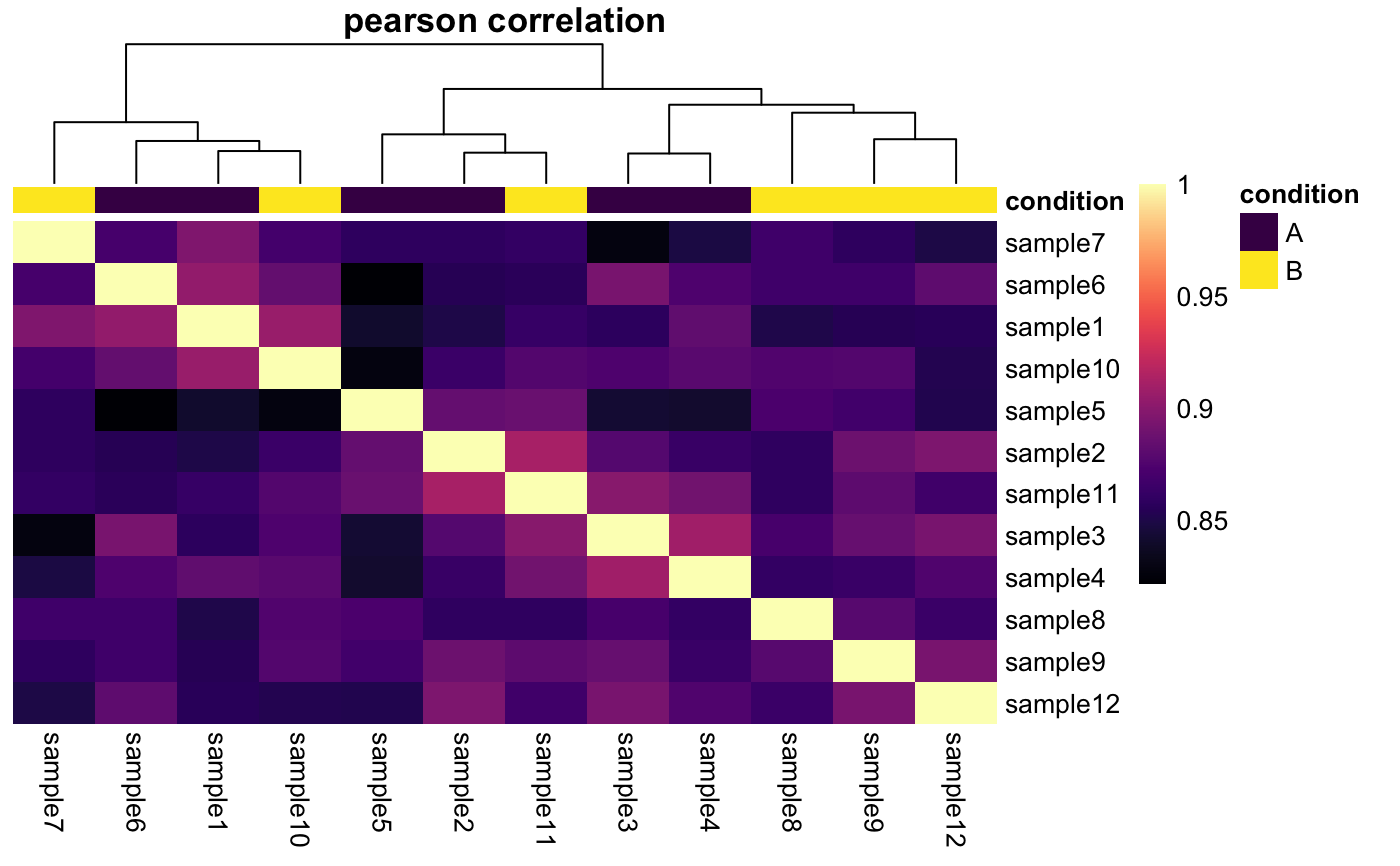 pearson correlation
condition
sample7
sample6
sample1
sample10
sample5
sample2
sample11
sample3
sample4
sample8
sample9
sample12
1
0.95
0.9
0.85
condition
A
B
sample7
sample6
sample1
sample10
sample5
sample2
sample11
sample3
sample4
sample8
sample9
sample12